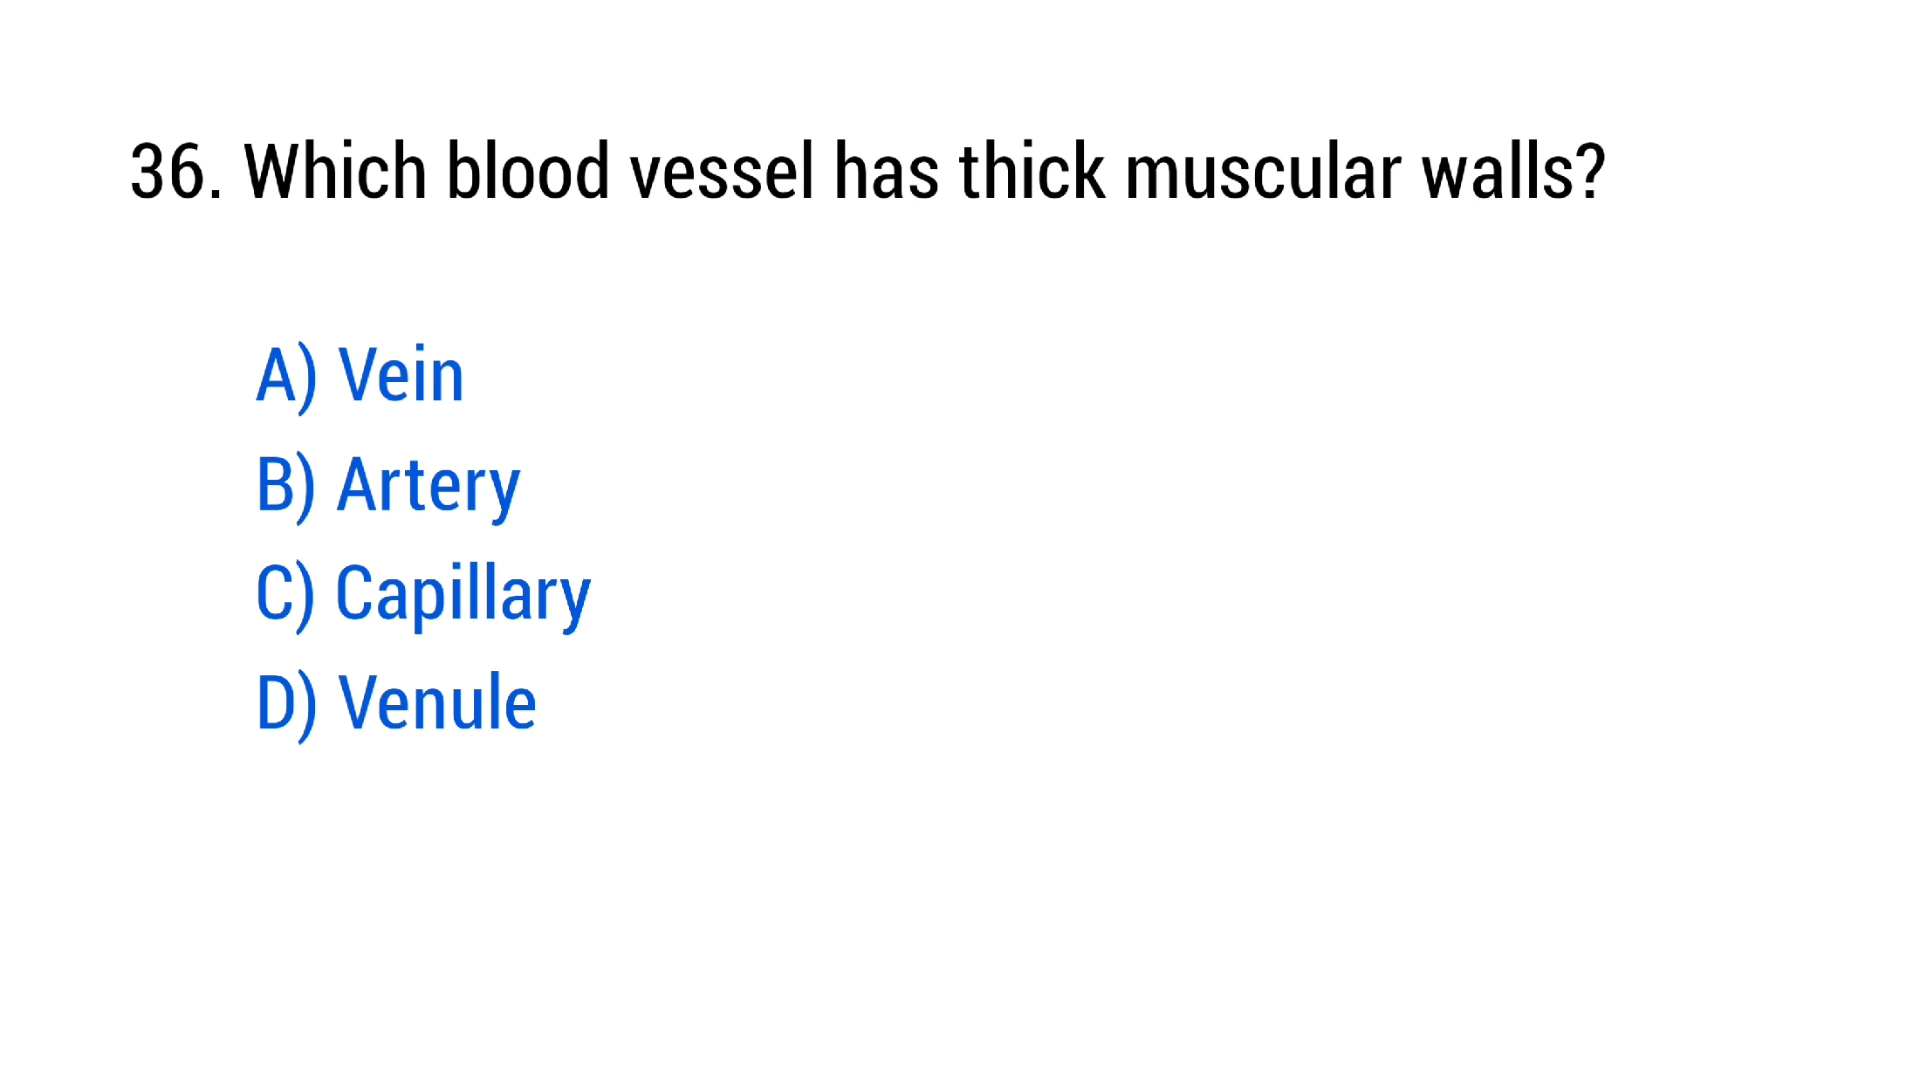 36. Which blood vessel has thick muscular walls?
A) Vein
B) Artery
C) Capillary
D) Venule